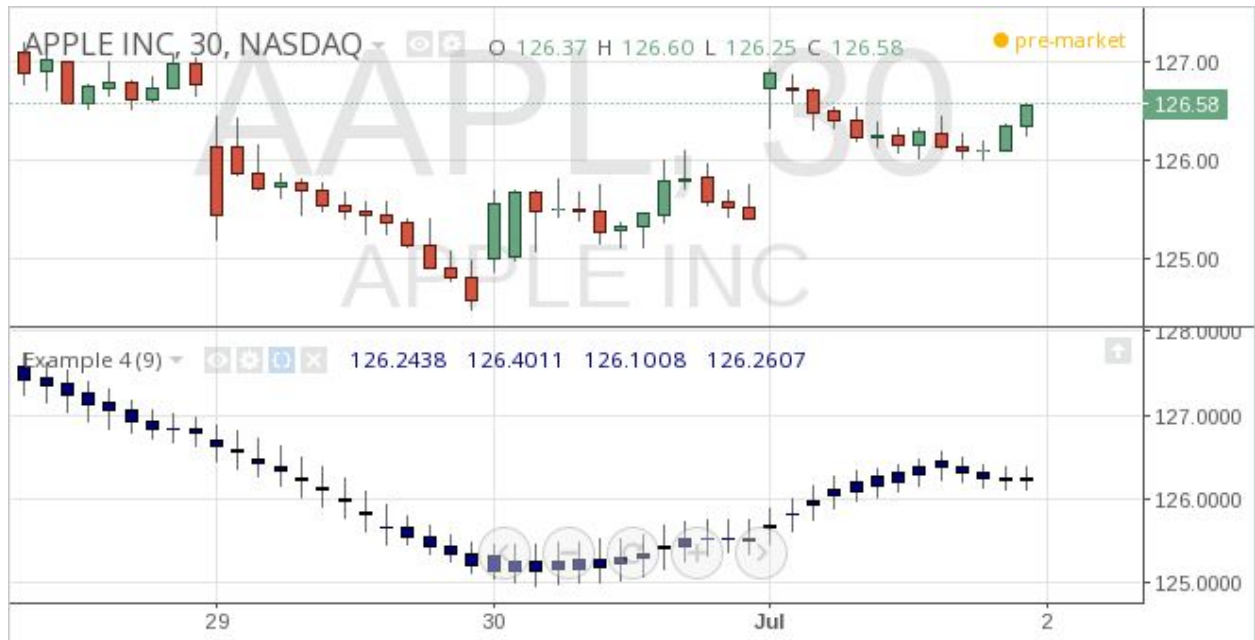 APPLE INC, 30, NASDAQ O 126.37 H 126.60 L 126.25 C 126.58 pre-market
AAPL, 30
APPLE INC
127.00
126.58
126.00
125.00
Example 4 (9) 126.2438 126.4011 126.1008 126.2607
128.0000
127.0000
126.0000
125.0000
29 30 Jul 2